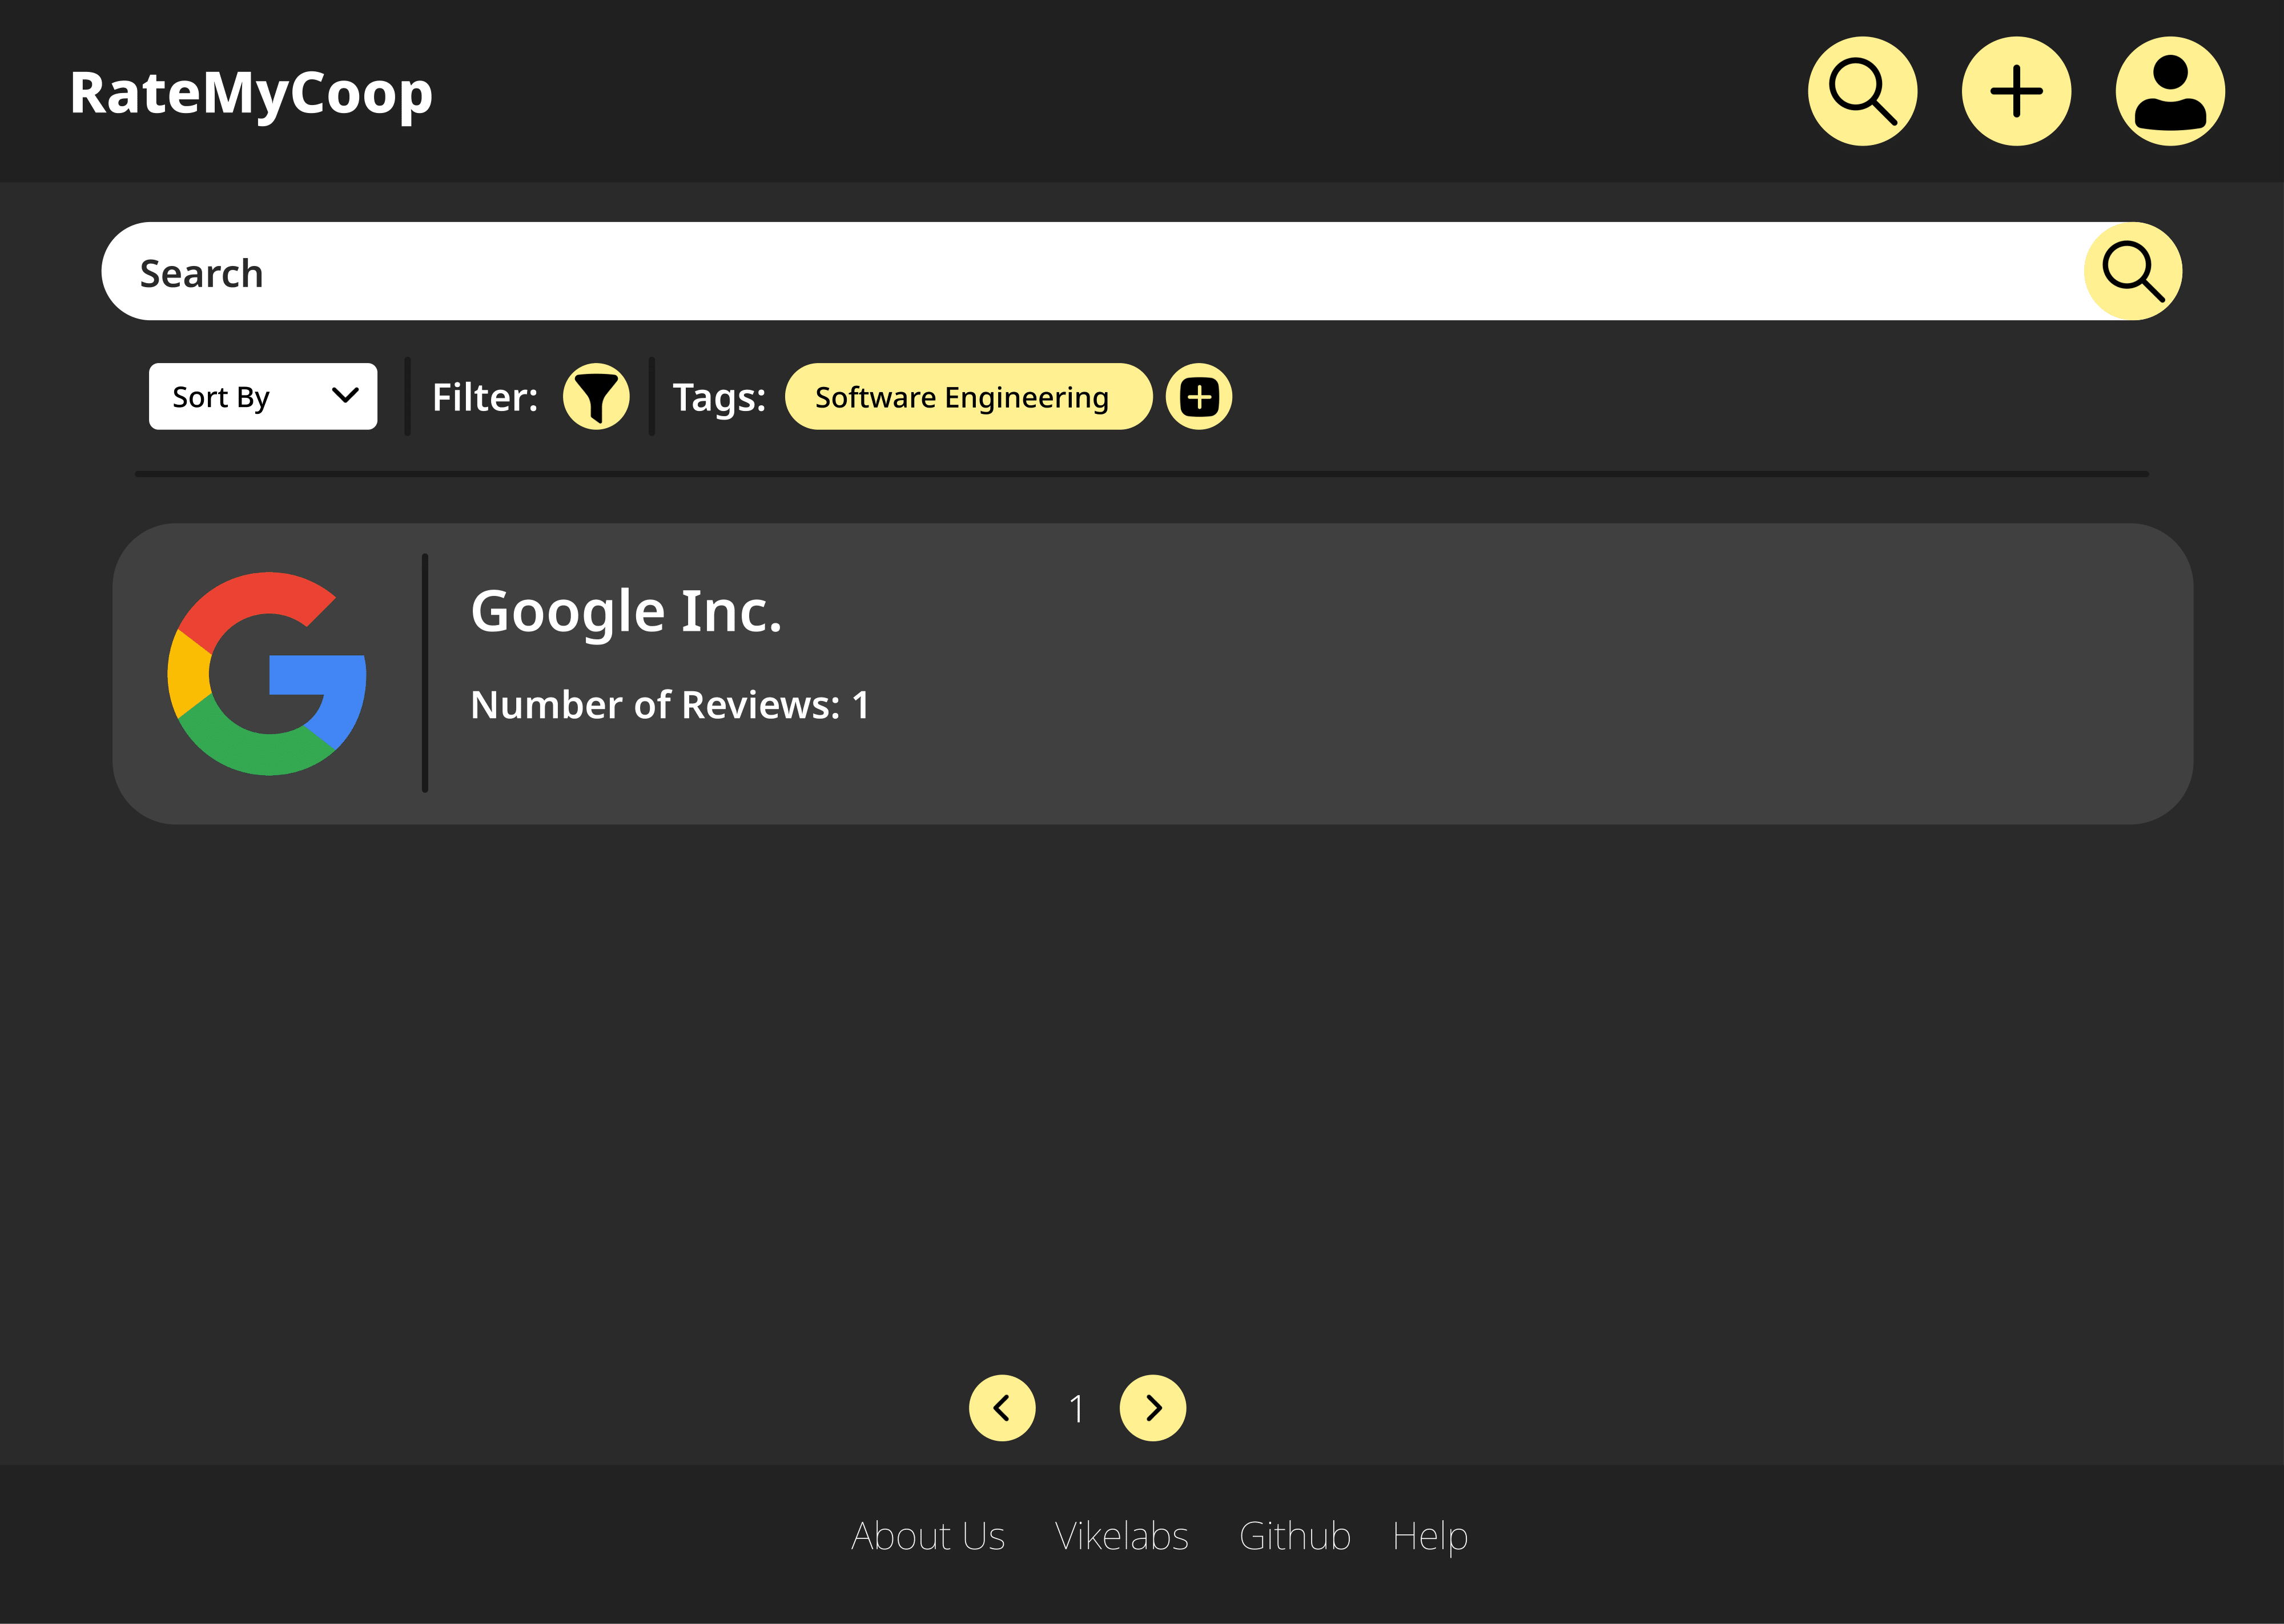 RateMyCoop
Search
Sort By Filter: Tags: Software Engineering
Google Inc.
Number of Reviews: 1
1
About Us Vikelabs Github Help